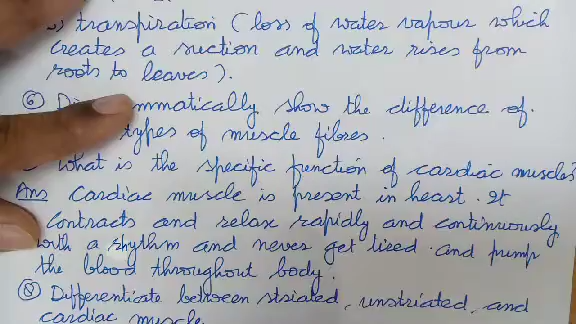 transpiration (loss of water vapour which
creates a suction and water rises from
roots to leaves).
⑥ mmatically show the difference of.
types of muscle fibres.
What is the specific function of cardiac muscles?
Ans Cardiac muscle is present in heart. It
contracts and relax rapidly and continuously
with a rhythm and never get tired. and pump
the blood throughout body.
⑧ Differentiate between striated, unstriated, and
cardiac muscle.